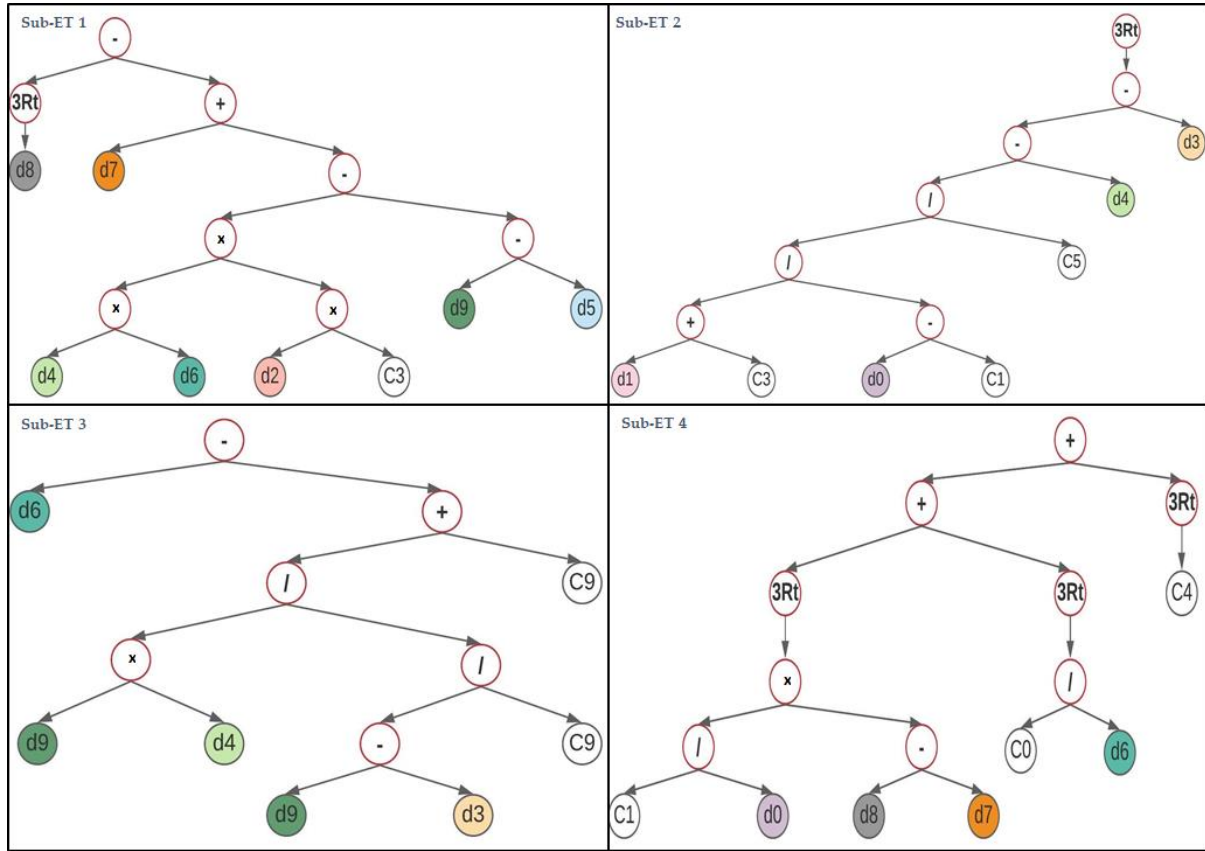 Sub-ET 1
-
3Rt +
d8 d7 -
x -
x x d9 d5
d4 d6 d2 C3
Sub-ET 2
3Rt
-
- d3
/ d4
/ C5
+ -
d1 C3 d0 C1
Sub-ET 3
-
d6 +
/ C9
x /
d9 d4 - C9
d9 d3
Sub-ET 4
+
+ 3Rt
3Rt 3Rt C4
x /
/ - C0 d6
C1 d0 d8 d7